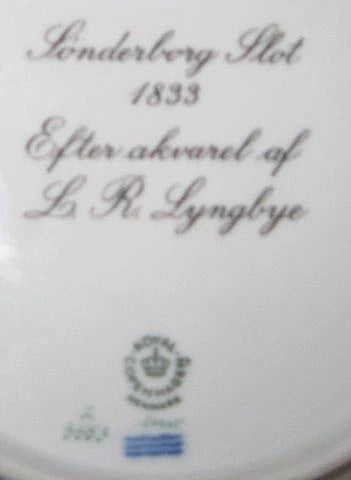 Sønderborg Slot
1833
Efter akvarel af
L. R. Lyngbye
ROYAL COPENHAGEN
DENMARK